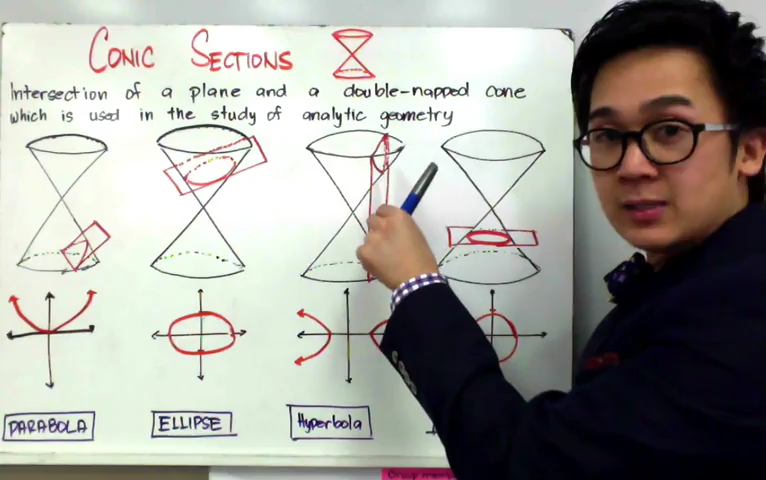 CONIC SECTIONS
Intersection of a plane and a double-napped cone
which is used in the study of analytic geometry
PARABOLA
ELLIPSE
Hyperbola